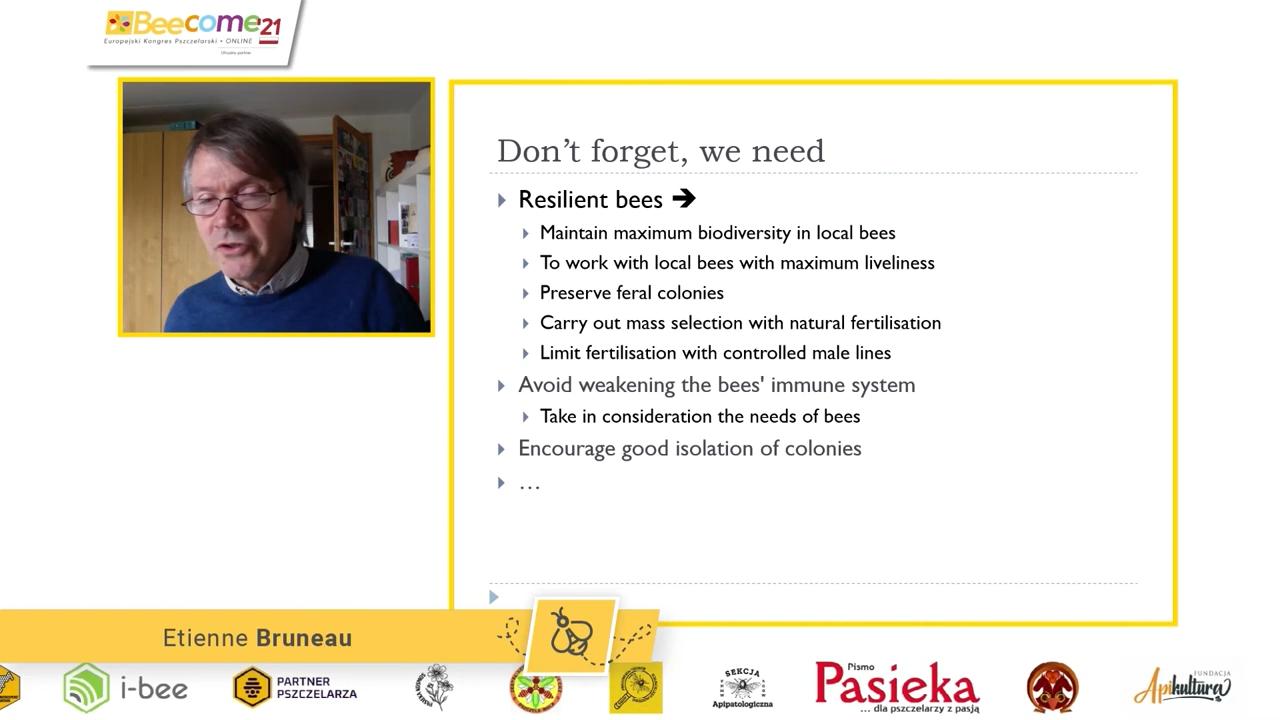 Beecome'21
Europejski Kongres Pszczelarski • ONLINE
Don't forget, we need
Resilient bees ➔
Maintain maximum biodiversity in local bees
To work with local bees with maximum liveliness
Preserve feral colonies
Carry out mass selection with natural fertilisation
Limit fertilisation with controlled male lines
Avoid weakening the bees' immune system
Take in consideration the needs of bees
Encourage good isolation of colonies
…
Etienne Bruneau
i-bee
PARTNER
PSZCZELARZA
SEKCJA
Apipatologiczna
Pismo
Pasieka
... dla pszczelarzy z pasją
FUNDACJA
Apikultura